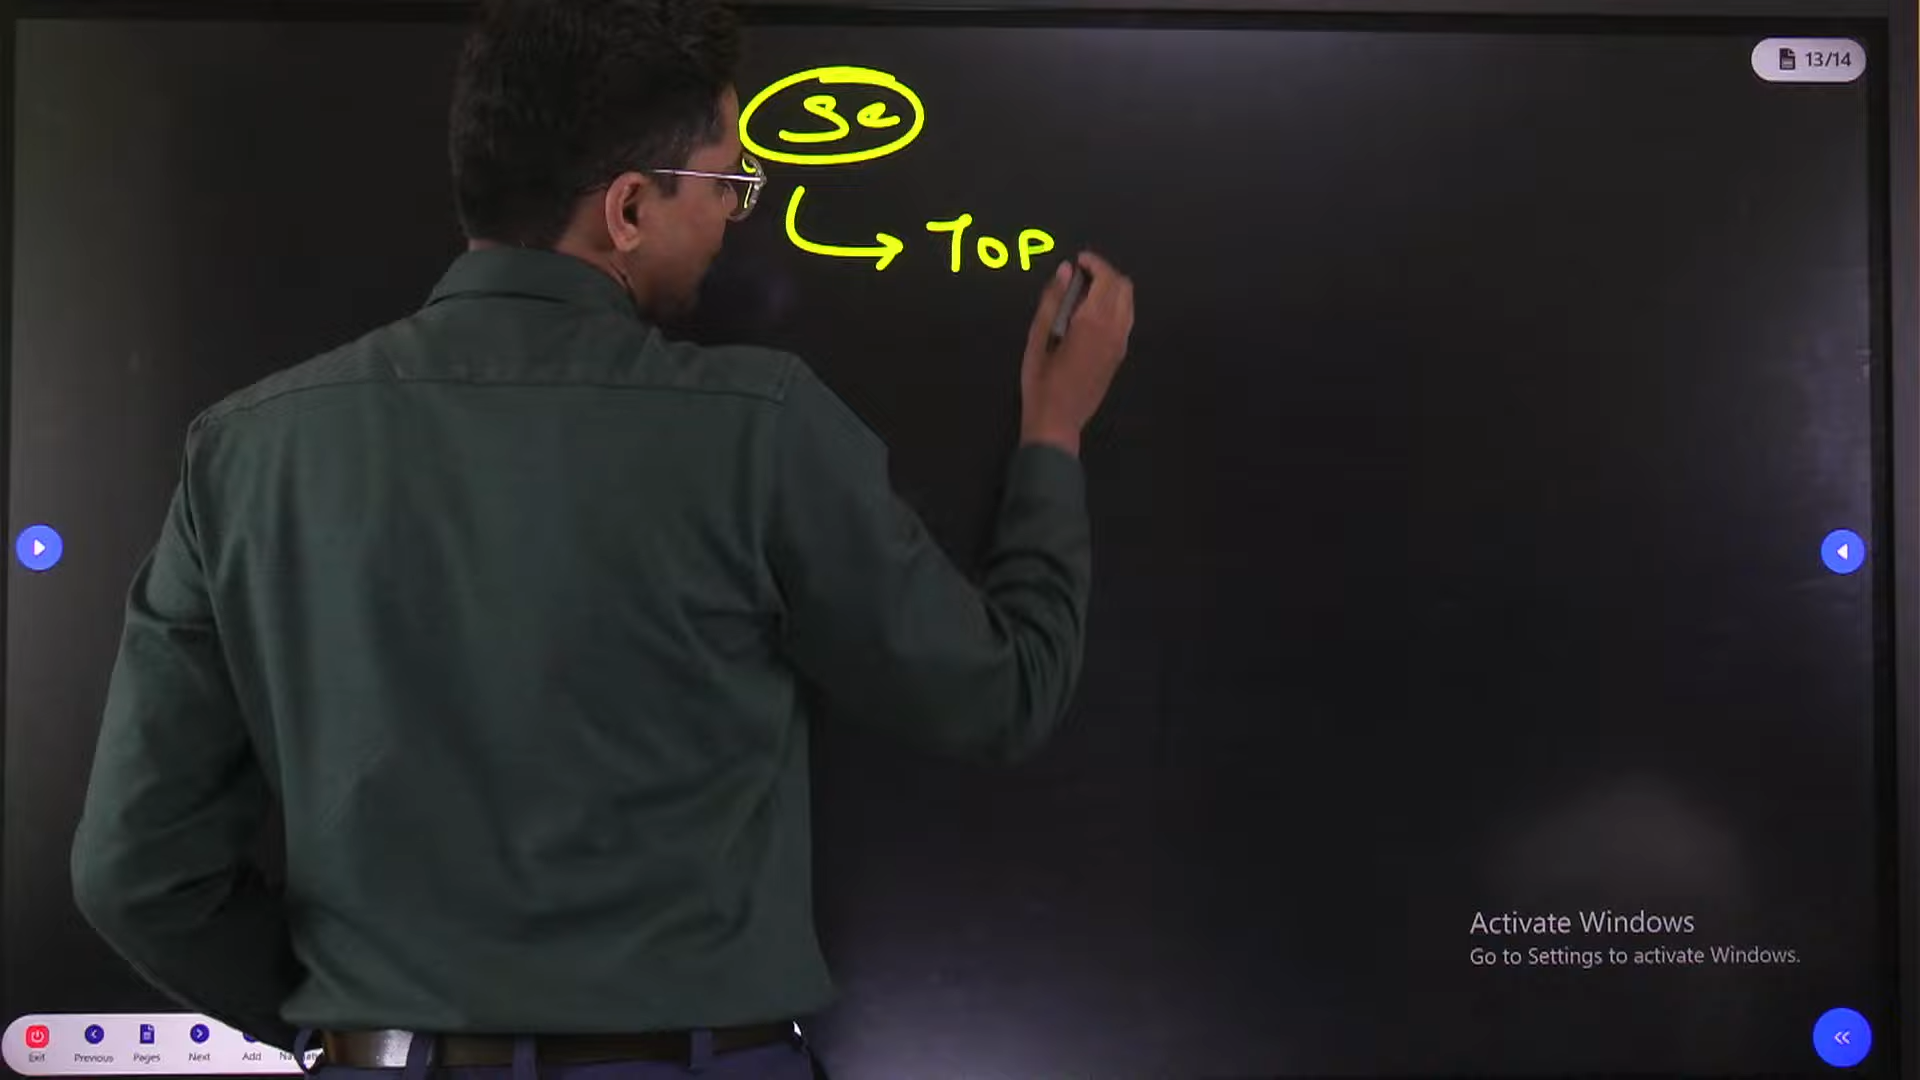 13/14
Se
TOP
Activate Windows
Go to Settings to activate Windows.
Exit Previous Pages Next Add